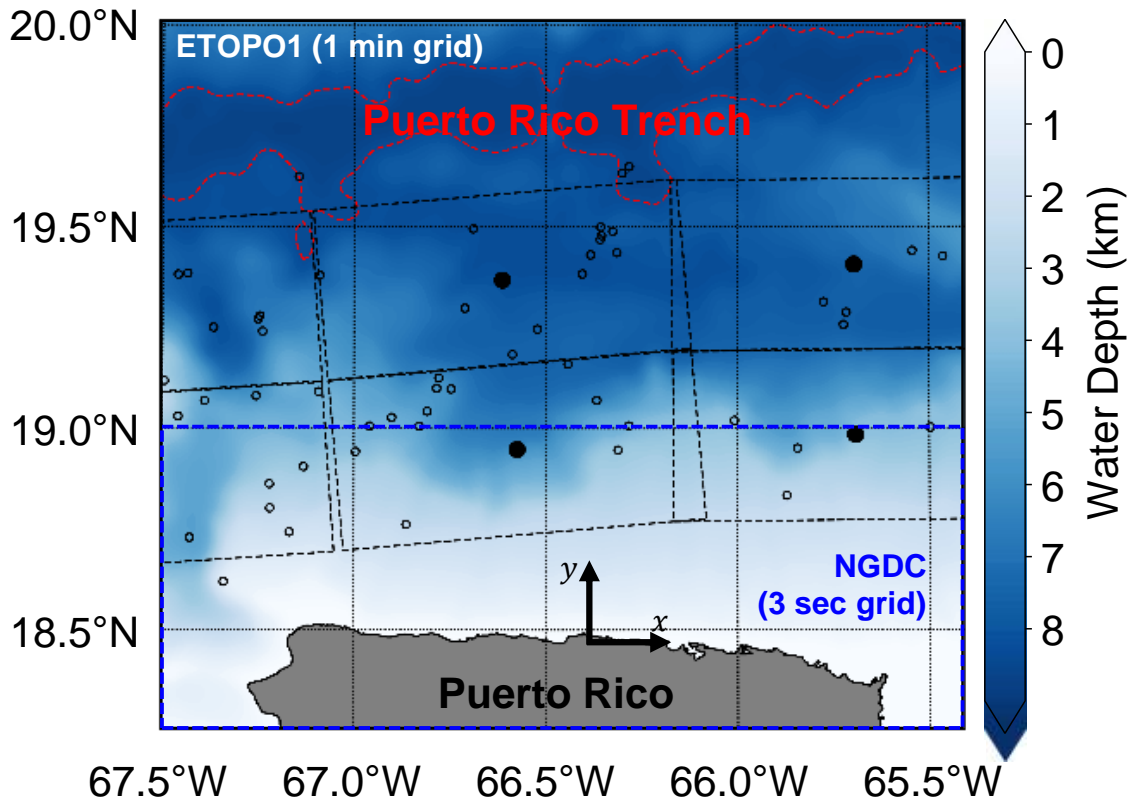 20.0°N
19.5°N
19.0°N
18.5°N
ETOPO1 (1 min grid)
Puerto Rico Trench
NGDC
(3 sec grid)
y
x
Puerto Rico
67.5°W
67.0°W
66.5°W
66.0°W
65.5°W
0
1
2
3
4
5
6
7
8
Water Depth (km)